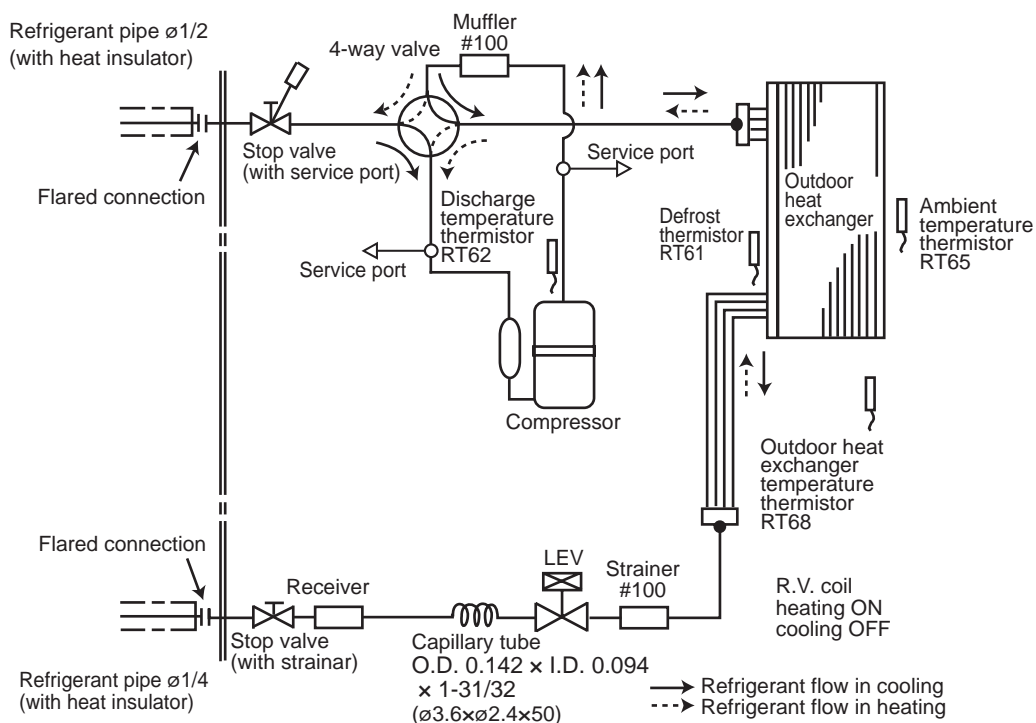 Refrigerant pipe ø1/2
(with heat insulator)
4-way valve
Muffler
#100
Stop valve
(with service port)
Flared connection
Service port
Discharge
temperature
thermistor
RT62
Service port
Compressor
Defrost
thermistor
RT61
Outdoor
heat
exchanger
Ambient
temperature
thermistor
RT65
Outdoor heat
exchanger
temperature
thermistor
RT68
Flared connection
Receiver
LEV
Strainer
#100
R.V. coil
heating ON
cooling OFF
Stop valve
(with strainar)
Capillary tube
O.D. 0.142 × I.D. 0.094
× 1-31/32
(ø3.6×ø2.4×50)
Refrigerant pipe ø1/4
(with heat insulator)
Refrigerant flow in cooling
Refrigerant flow in heating